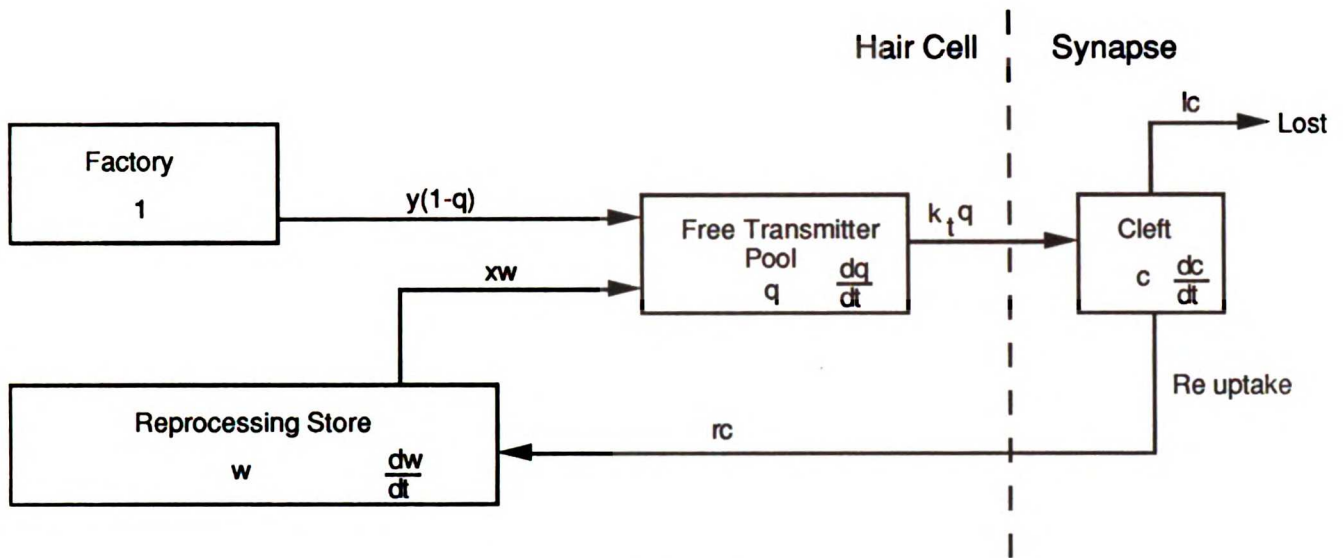 Hair Cell
Synapse
lc
Lost
Factory
1
y(1-q)
Free Transmitter
Pool
q dq/dt
k_t q
Cleft
c dc/dt
xw
Re uptake
Reprocessing Store
w dw/dt
rc